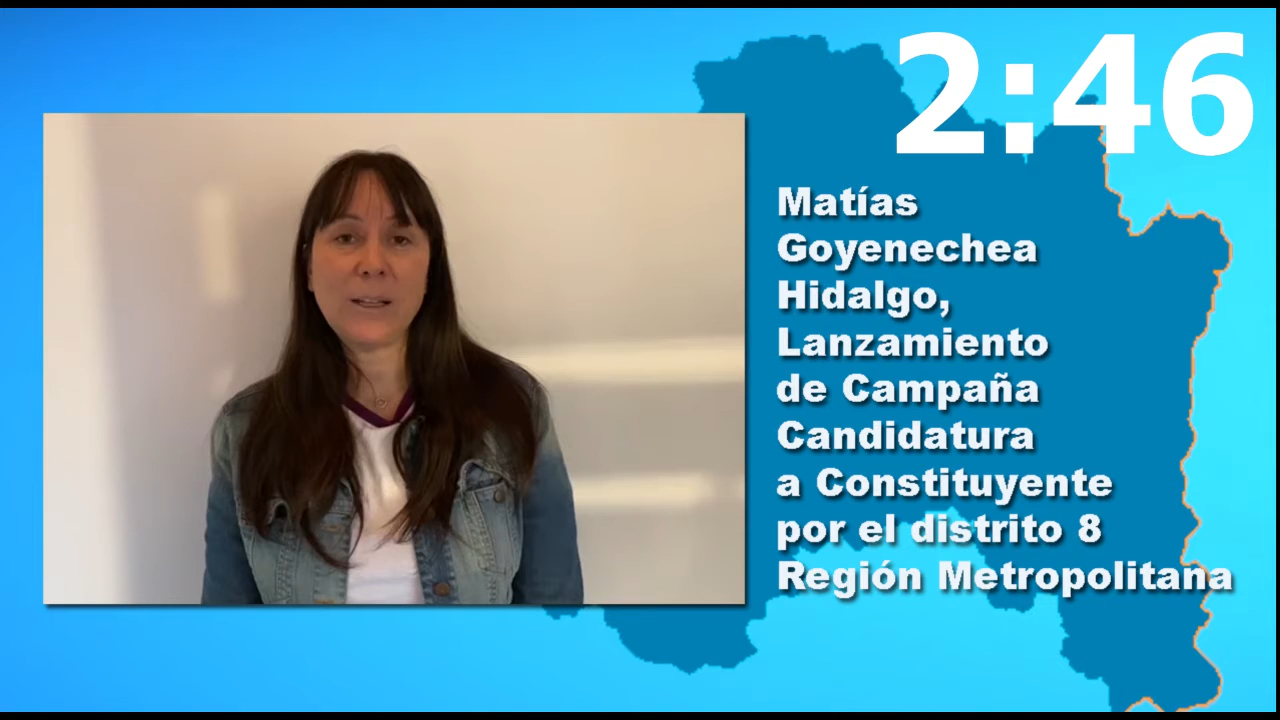 2:46
Matías
Goyenechea
Hidalgo,
Lanzamiento
de Campaña
Candidatura
a Constituyente
por el distrito 8
Región Metropolitana